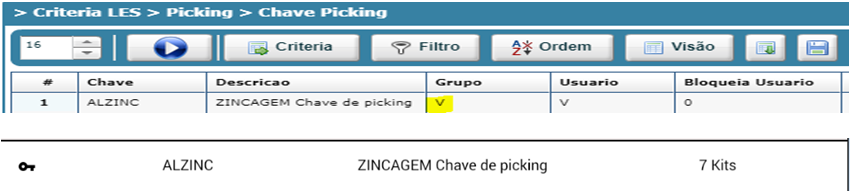 > Criteria LES > Picking > Chave Picking
16 Criteria Filtro Ordem Visão
# Chave Descricao Grupo Usuario Bloqueia Usuario
1 ALZINC ZINCAGEM Chave de picking V V 0
ALZINC ZINCAGEM Chave de picking 7 Kits